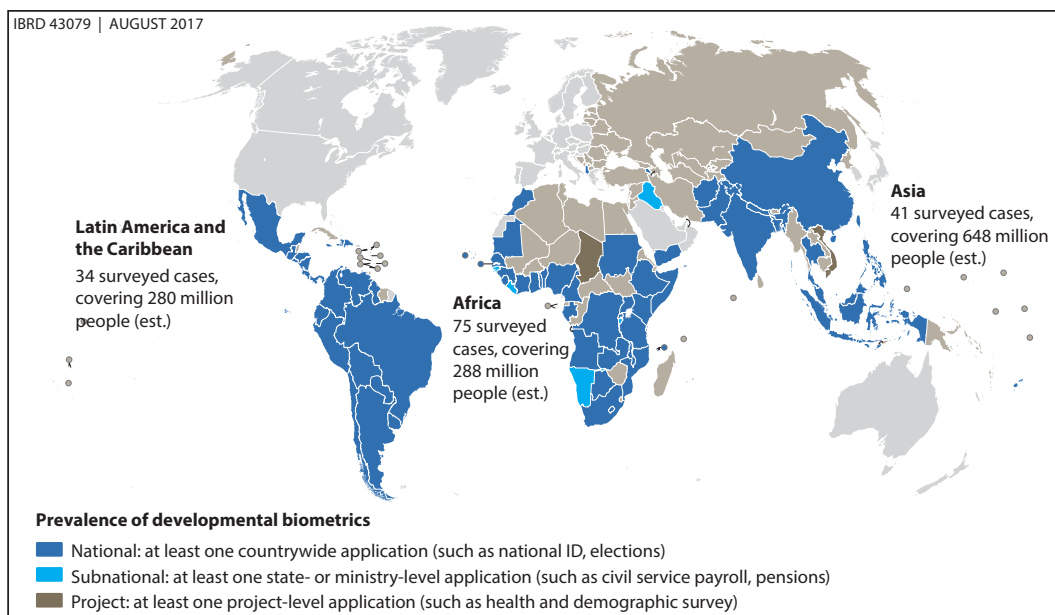 IBRD 43079 | AUGUST 2017
Latin America and
the Caribbean
34 surveyed cases,
covering 280 million
people (est.)
Africa
75 surveyed
cases, covering
288 million
people (est.)
Asia
41 surveyed cases,
covering 648 million
people (est.)
Prevalence of developmental biometrics
National: at least one countrywide application (such as national ID, elections)
Subnational: at least one state- or ministry-level application (such as civil service payroll, pensions)
Project: at least one project-level application (such as health and demographic survey)